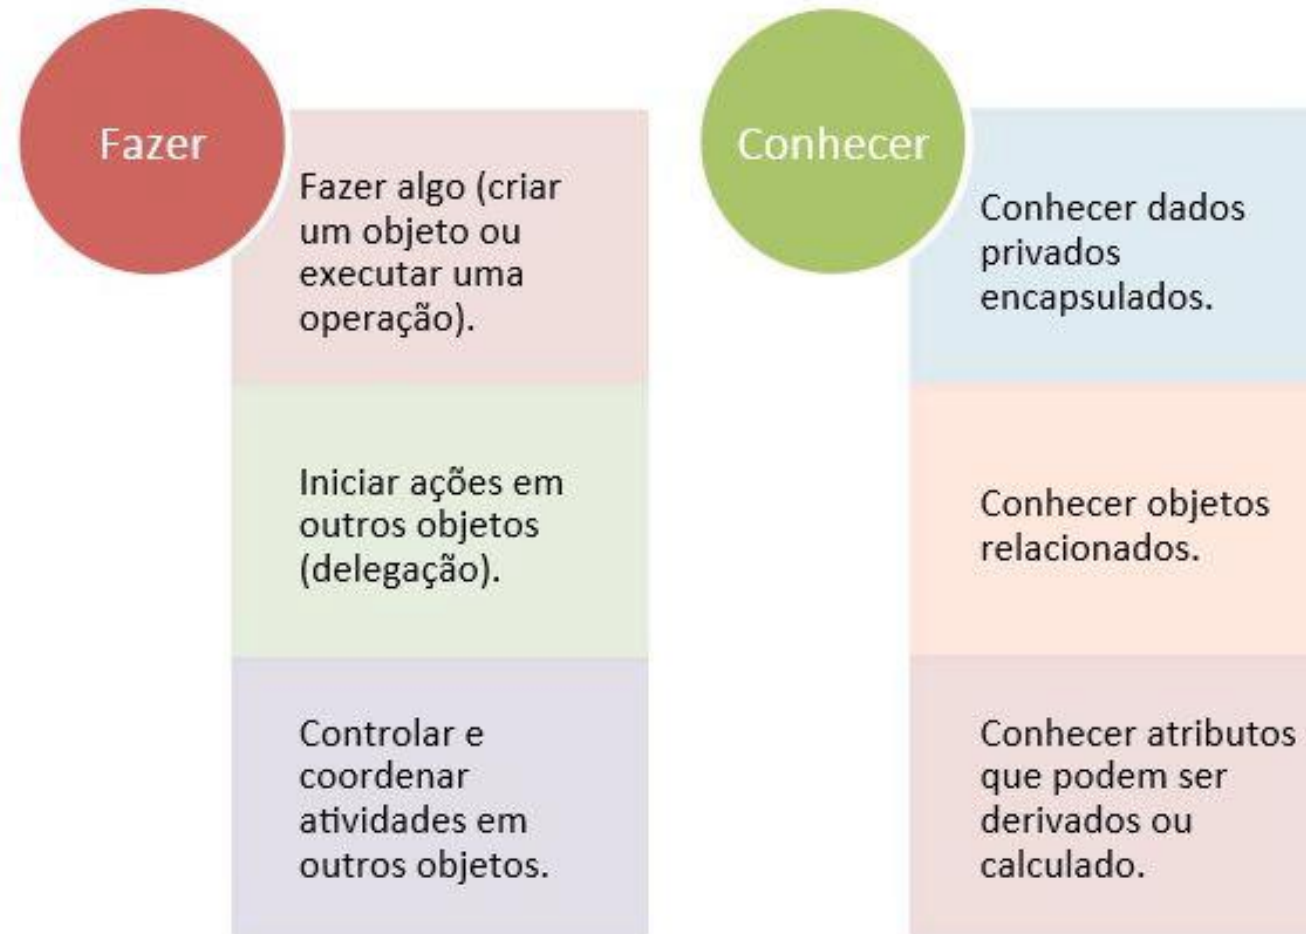 Fazer
Fazer algo (criar
um objeto ou
executar uma
operação).
Iniciar ações em
outros objetos
(delegação).
Controlar e
coordenar
atividades em
outros objetos.
Conhecer
Conhecer dados
privados
encapsulados.
Conhecer objetos
relacionados.
Conhecer atributos
que podem ser
derivados ou
calculado.